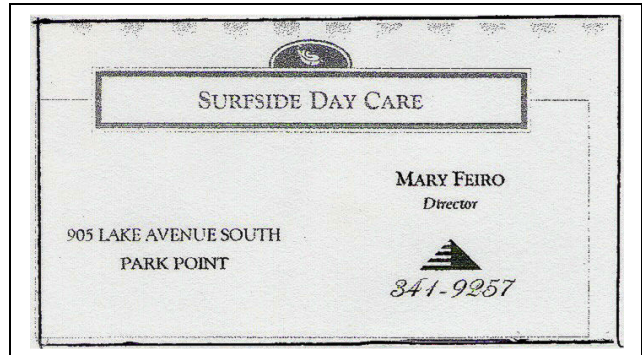 SURFSIDE DAY CARE
MARY FEIRO
Director
905 LAKE AVENUE SOUTH
PARK POINT
341-9257